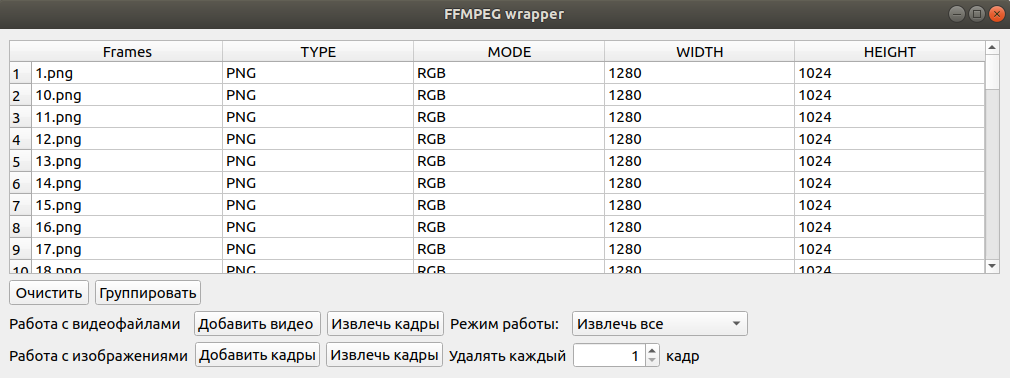 FFMPEG wrapper
Frames TYPE MODE WIDTH HEIGHT
1 1.png PNG RGB 1280 1024
2 10.png PNG RGB 1280 1024
3 11.png PNG RGB 1280 1024
4 12.png PNG RGB 1280 1024
5 13.png PNG RGB 1280 1024
6 14.png PNG RGB 1280 1024
7 15.png PNG RGB 1280 1024
8 16.png PNG RGB 1280 1024
9 17.png PNG RGB 1280 1024
10 18.png PNG RGB 1280 1024
Очистить Группировать
Работа с видеофайлами Добавить видео Извлечь кадры Режим работы: Извлечь все
Работа с изображениями Добавить кадры Извлечь кадры Удалять каждый 1 кадр